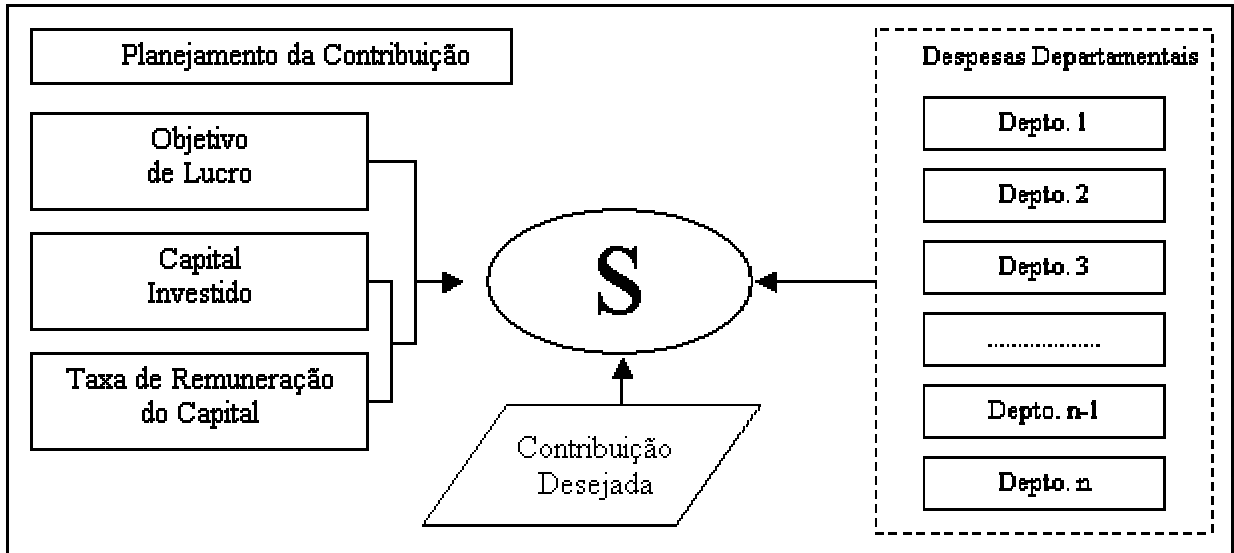 Planejamento da Contribuição
Objetivo
de Lucro
Capital
Investido
Taxa de Remuneração
do Capital
S
Contribuição
Desejada
Despesas Departamentais
Depto. 1
Depto. 2
Depto. 3
...................
Depto. n-1
Depto. n